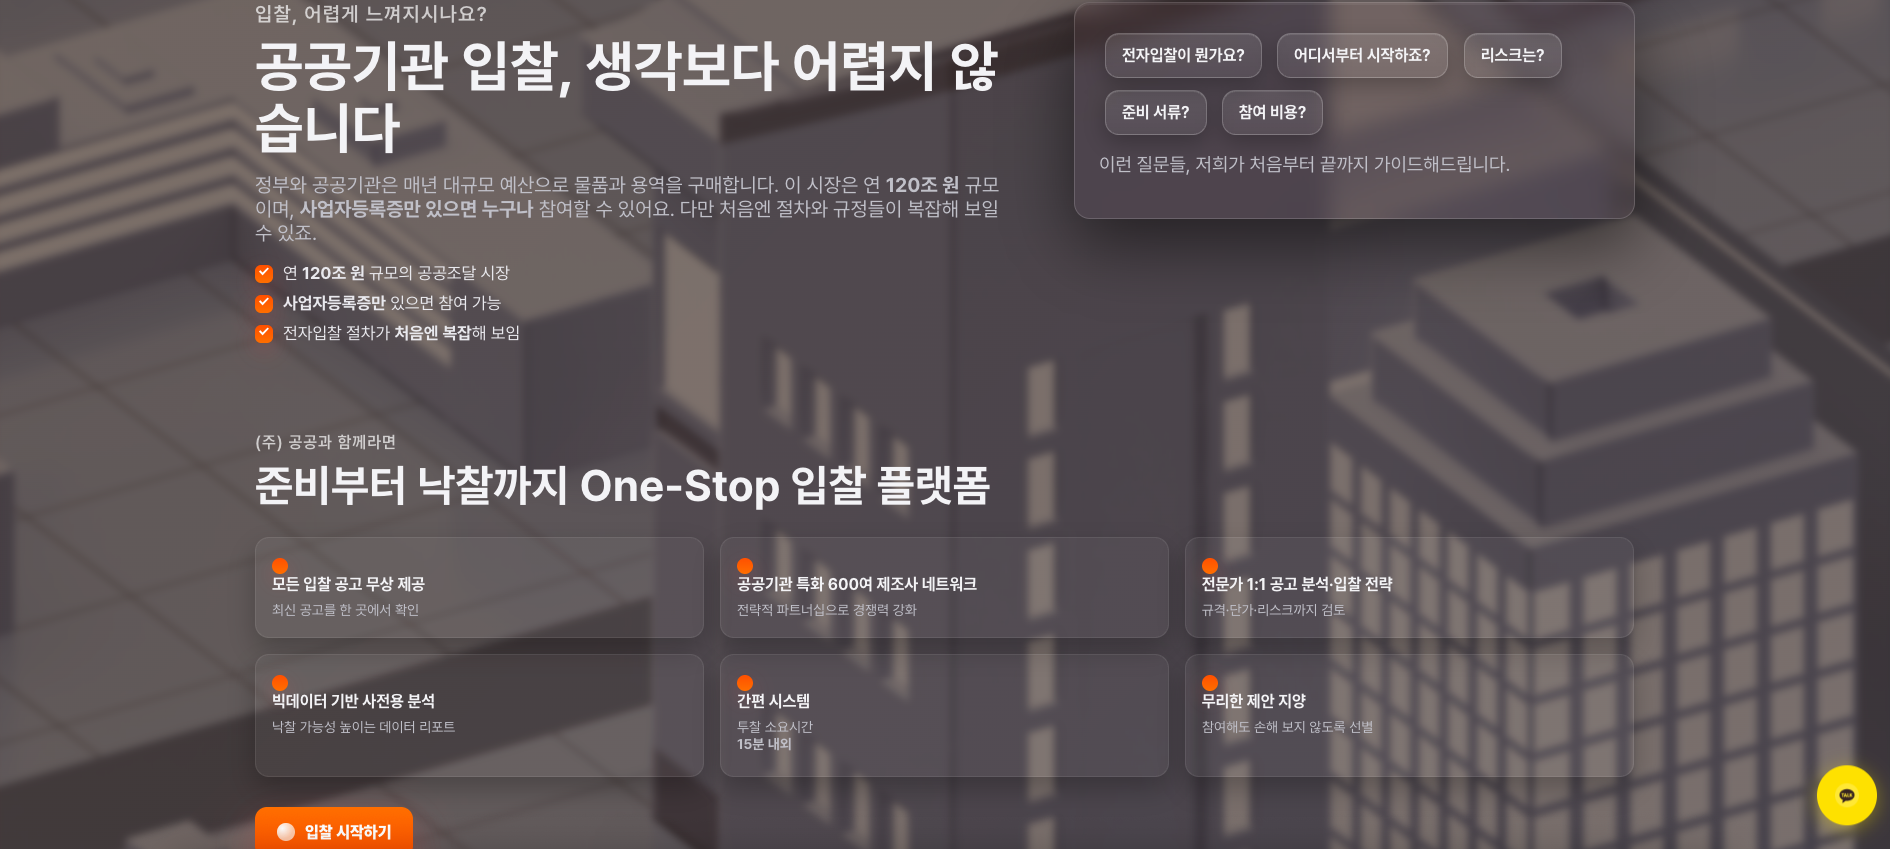 입찰, 어렵게 느껴지시나요?
공공기관 입찰, 생각보다 어렵지 않
습니다
정부와 공공기관은 매년 대규모 예산으로 물품과 용역을 구매합니다. 이 시장은 연 120조 원 규모
이며, 사업자등록증만 있으면 누구나 참여할 수 있어요. 다만 처음엔 절차와 규정들이 복잡해 보일
수 있죠.
연 120조 원 규모의 공공조달 시장
사업자등록증만 있으면 참여 가능
전자입찰 절차가 처음엔 복잡해 보임
전자입찰이 뭔가요? 어디서부터 시작하죠? 리스크는?
준비 서류? 참여 비용?
이런 질문들, 저희가 처음부터 끝까지 가이드해드립니다.
(주) 공공과 함께라면
준비부터 낙찰까지 One-Stop 입찰 플랫폼
모든 입찰 공고 무상 제공
최신 공고를 한 곳에서 확인
공공기관 특화 600여 제조사 네트워크
전략적 파트너십으로 경쟁력 강화
전문가 1:1 공고 분석·입찰 전략
규격·단가·리스크까지 검토
빅데이터 기반 사전용 분석
낙찰 가능성 높이는 데이터 리포트
간편 시스템
투찰 소요시간
15분 내외
무리한 제안 지양
참여해도 손해 보지 않도록 선별
입찰 시작하기
TALK